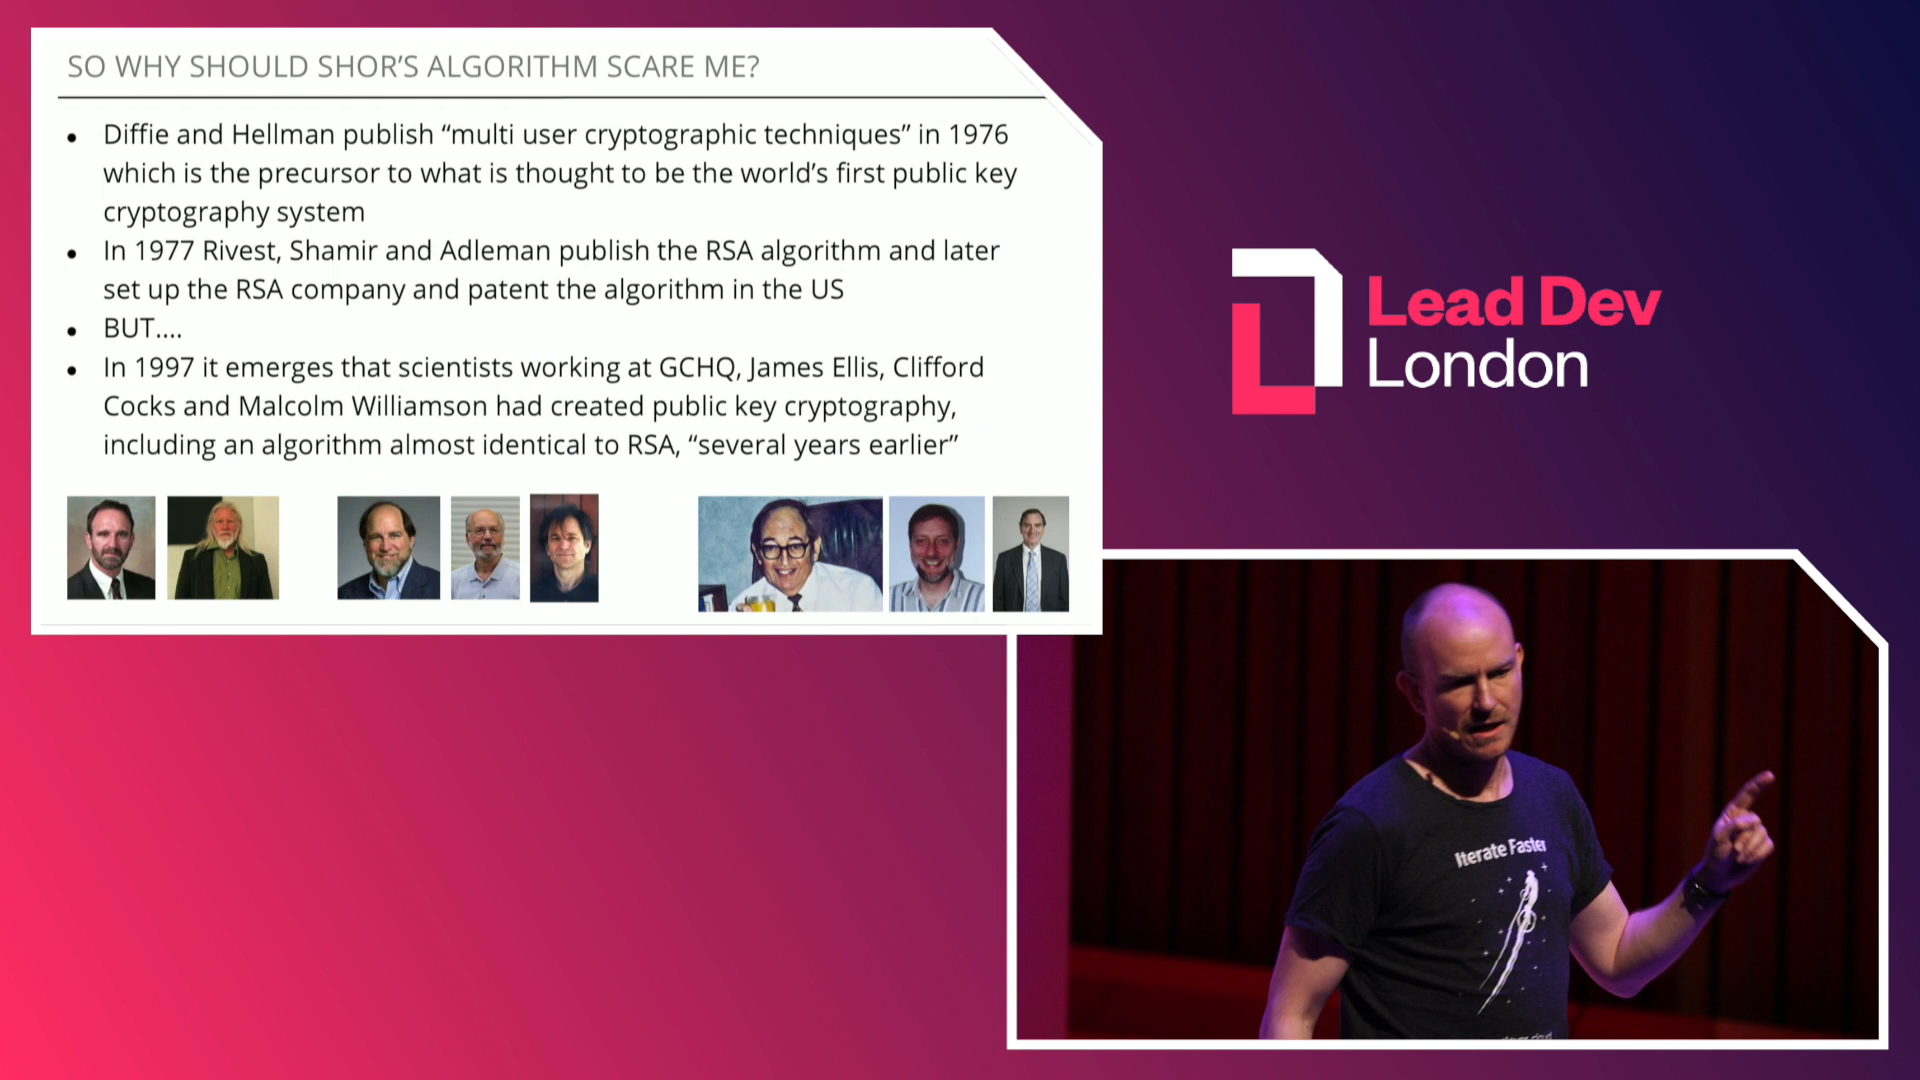 SO WHY SHOULD SHOR’S ALGORITHM SCARE ME?
• Diffie and Hellman publish “multi user cryptographic techniques” in 1976
which is the precursor to what is thought to be the world’s first public key
cryptography system
• In 1977 Rivest, Shamir and Adleman publish the RSA algorithm and later
set up the RSA company and patent the algorithm in the US
• BUT....
• In 1997 it emerges that scientists working at GCHQ, James Ellis, Clifford
Cocks and Malcolm Williamson had created public key cryptography,
including an algorithm almost identical to RSA, “several years earlier”
Lead Dev
London
Iterate Faster